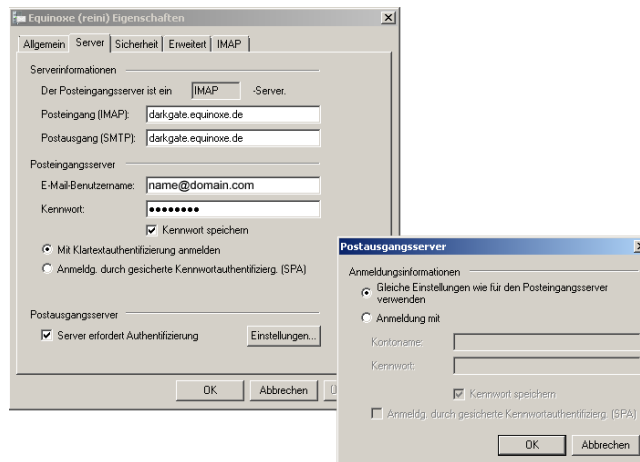 Equinoxe (reini) Eigenschaften
Allgemein Server Sicherheit Erweitert IMAP
Serverinformationen
Der Posteingangsserver ist ein IMAP -Server.
Posteingang (IMAP): darkgate.equinoxe.de
Postausgang (SMTP): darkgate.equinoxe.de
Posteingangsserver
E-Mail-Benutzername: name@domain.com
Kennwort: ●●●●●●●●
Kennwort speichern
Mit Klartextauthentifizierung anmelden
Anmeldg. durch gesicherte Kennwortauthentifizierg. (SPA)
Postausgangsserver
Server erfordert Authentifizierung Einstellungen...
OK Abbrechen
Postausgangsserver
Anmeldungsinformationen
Gleiche Einstellungen wie für den Posteingangsserver
verwenden
Anmeldung mit
Kontoname:
Kennwort:
Kennwort speichern
Anmeldg. durch gesicherte Kennwortauthentifizierg. (SPA)
OK Abbrechen